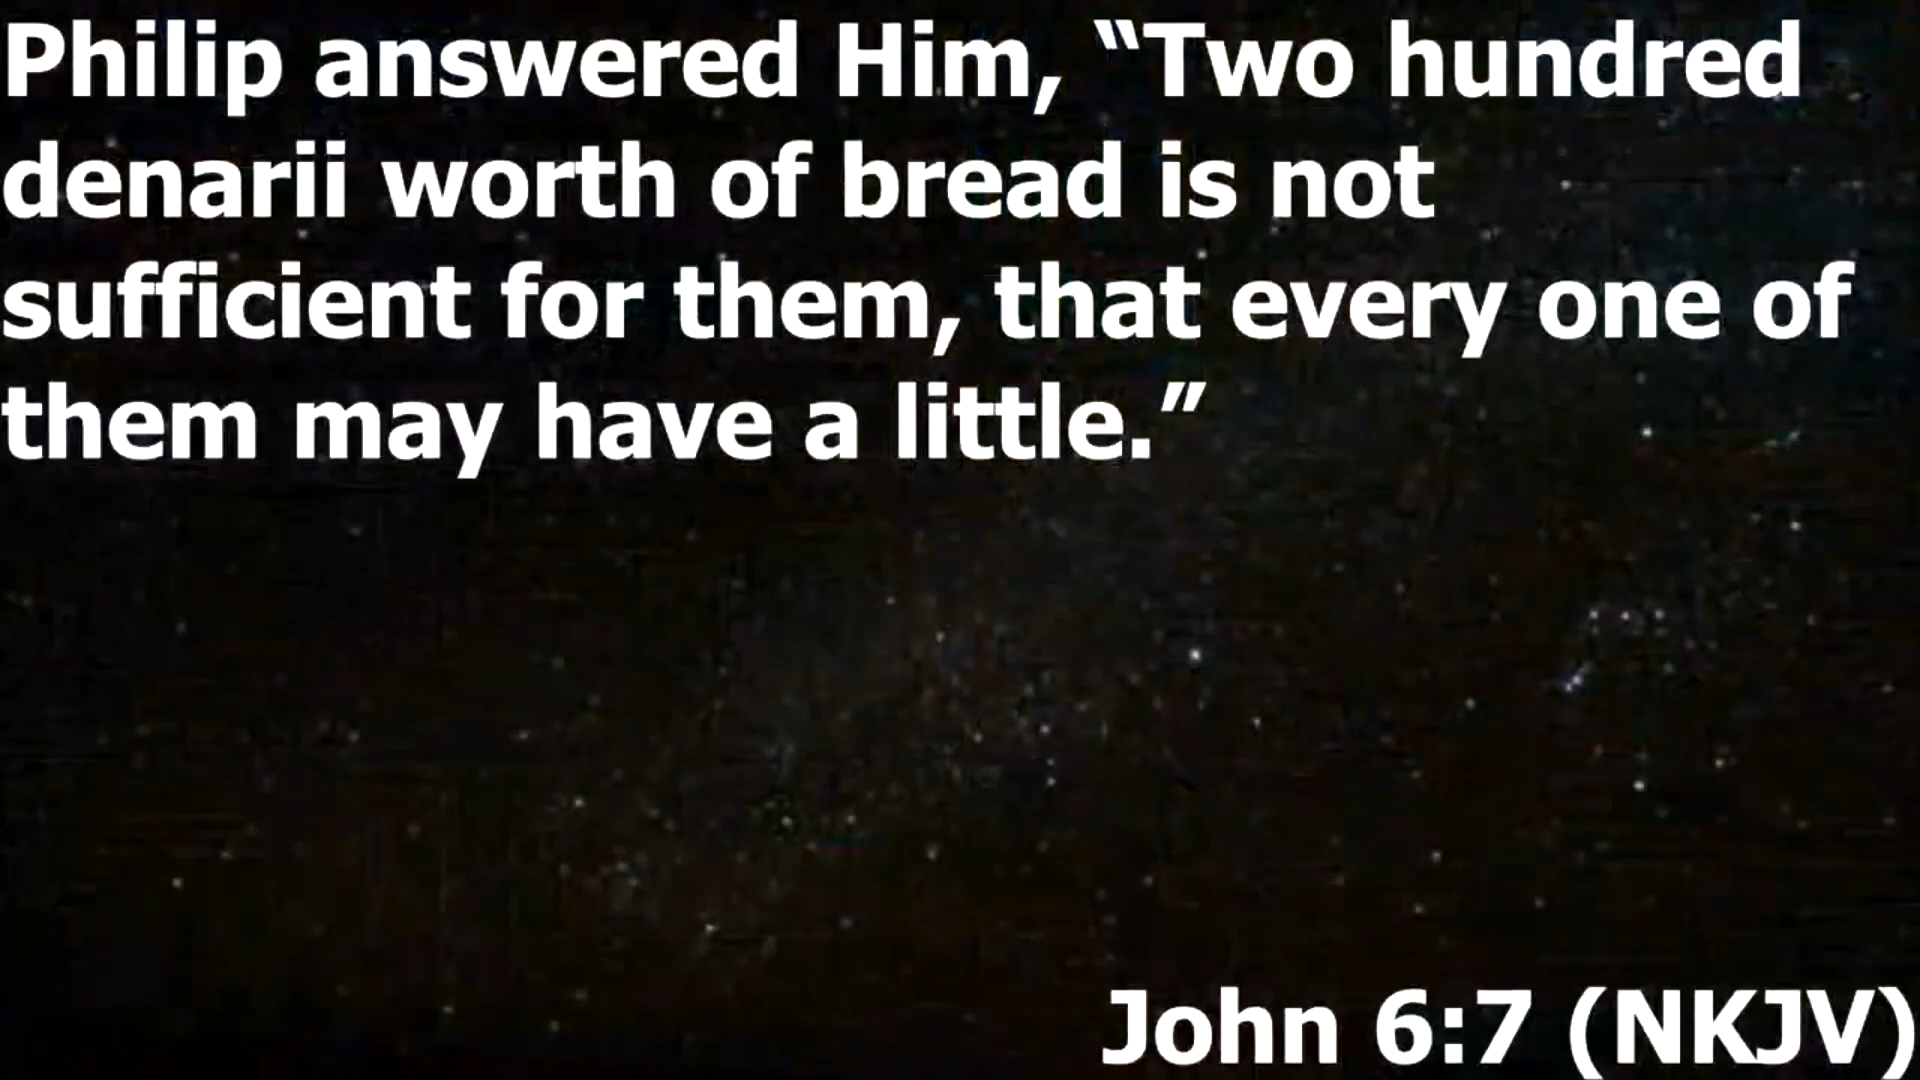 Philip answered Him, “Two hundred
denarii worth of bread is not
sufficient for them, that every one of
them may have a little.”
John 6:7 (NKJV)